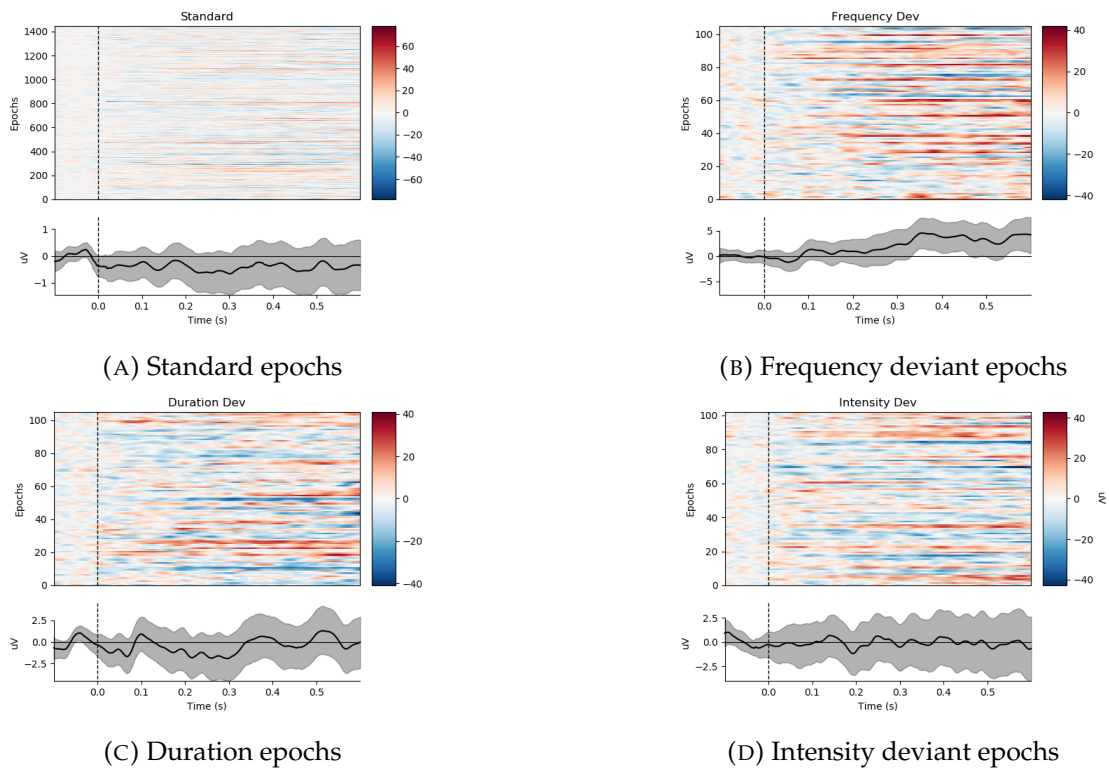 Standard
1400
1200
1000
800
600
400
200
0
Epochs
60
40
20
0
−20
−40
−60
1
0
−1
uV
0.0 0.1 0.2 0.3 0.4 0.5
Time (s)
(A) Standard epochs
Frequency Dev
100
80
60
40
20
0
Epochs
40
20
0
−20
−40
5
0
−5
uV
0.0 0.1 0.2 0.3 0.4 0.5
Time (s)
(B) Frequency deviant epochs
Duration Dev
100
80
60
40
20
0
Epochs
40
20
0
−20
−40
2.5
0.0
−2.5
uV
0.0 0.1 0.2 0.3 0.4 0.5
Time (s)
(C) Duration epochs
Intensity Dev
100
80
60
40
20
0
Epochs
40
20
0
−20
−40
uV
2.5
0.0
−2.5
uV
0.0 0.1 0.2 0.3 0.4 0.5
Time (s)
(D) Intensity deviant epochs